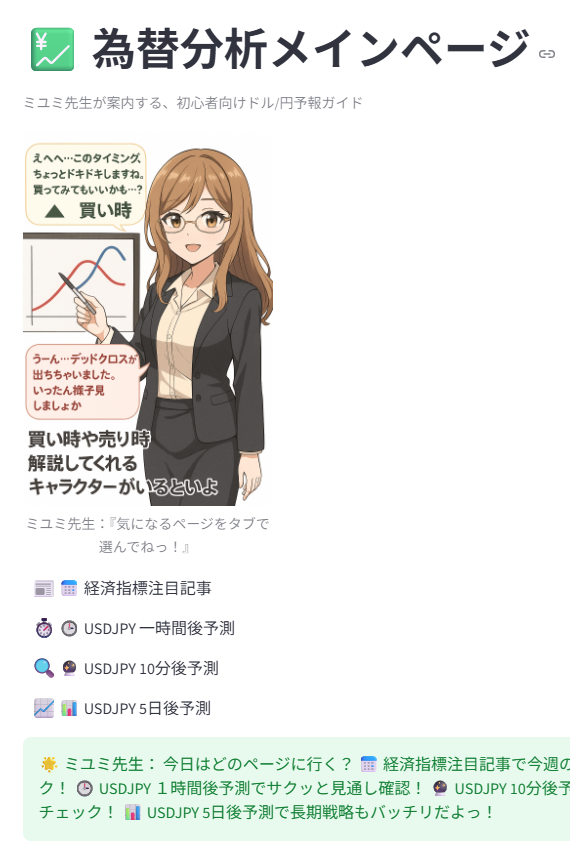 為替分析メインページ
ミユミ先生が案内する、初心者向けドル/円予報ガイド
えへへ…このタイミング、
ちょっとドキドキしますね。
買ってみてもいいかも…?
▲ 買い時
うーん…デッドクロスが
出ちゃいました。
いったん様子見
しましょか
買い時や売り時
解説してくれる
キャラクターがいるといよ
ミユミ先生：『気になるページをタブで
選んでねっ！』
経済指標注目記事
USDJPY 一時間後予測
USDJPY 10分後予測
USDJPY 5日後予測
ミユミ先生： 今日はどのページに行く？ 経済指標注目記事で今週の
ク！ USDJPY １時間後予測でサクッと見通し確認！ USDJPY 10分後予
チェック！ USDJPY 5日後予測で長期戦略もバッチリだよっ！